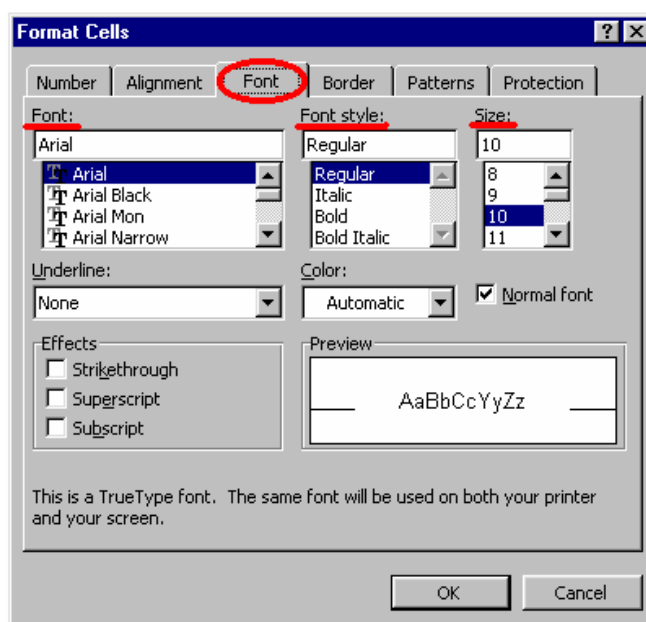 Format Cells
Number Alignment Font Border Patterns Protection
Font: Font style: Size:
Arial Regular 10
Arial Regular 8
Arial Black Italic 9
Arial Mon Bold 10
Arial Narrow Bold Italic 11
Underline: Color:
None Automatic Normal font
Effects Preview
Strikethrough
Superscript AaBbCcYyZz
Subscript
This is a TrueType font. The same font will be used on both your printer
and your screen.
OK Cancel